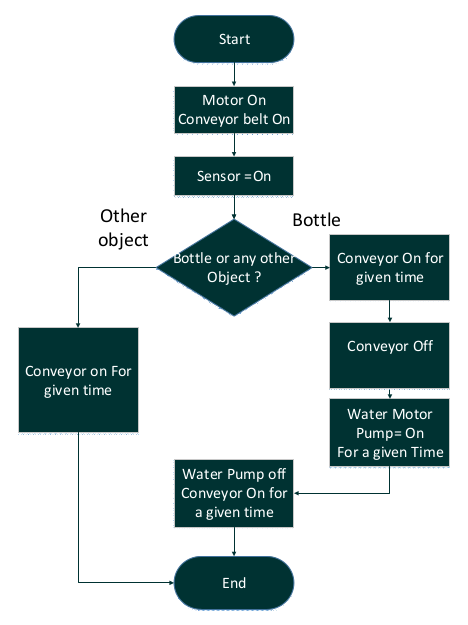 Start
Motor On
Conveyor belt On
Sensor =On
Other
object
Bottle
Bottle or any other
Object ?
Conveyor On for
given time
Conveyor Off
Conveyor on For
given time
Water Motor
Pump= On
For a given Time
Water Pump off
Conveyor On for
a given time
End